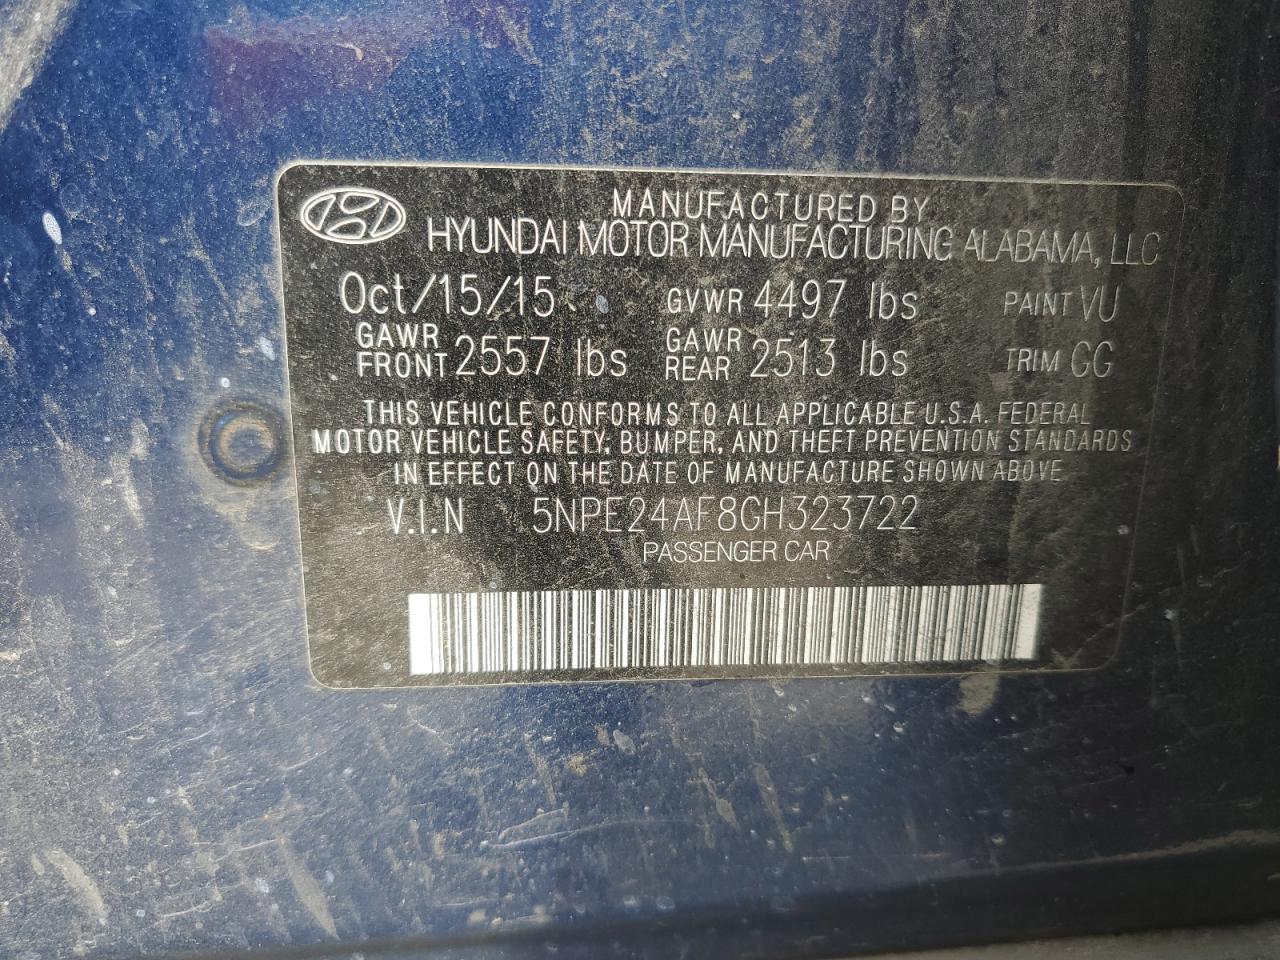 MANUFACTURED BY
HYUNDAI MOTOR MANUFACTURING ALABAMA, LLC
Oct/15/15 GVWR 4497 lbs PAINT VU
GAWR FRONT 2557 lbs GAWR REAR 2513 lbs TRIM GG
THIS VEHICLE CONFORMS TO ALL APPLICABLE U.S.A. FEDERAL
MOTOR VEHICLE SAFETY, BUMPER, AND THEFT PREVENTION STANDARDS
IN EFFECT ON THE DATE OF MANUFACTURE SHOWN ABOVE
V.I.N 5NPE24AF8GH323722
PASSENGER CAR